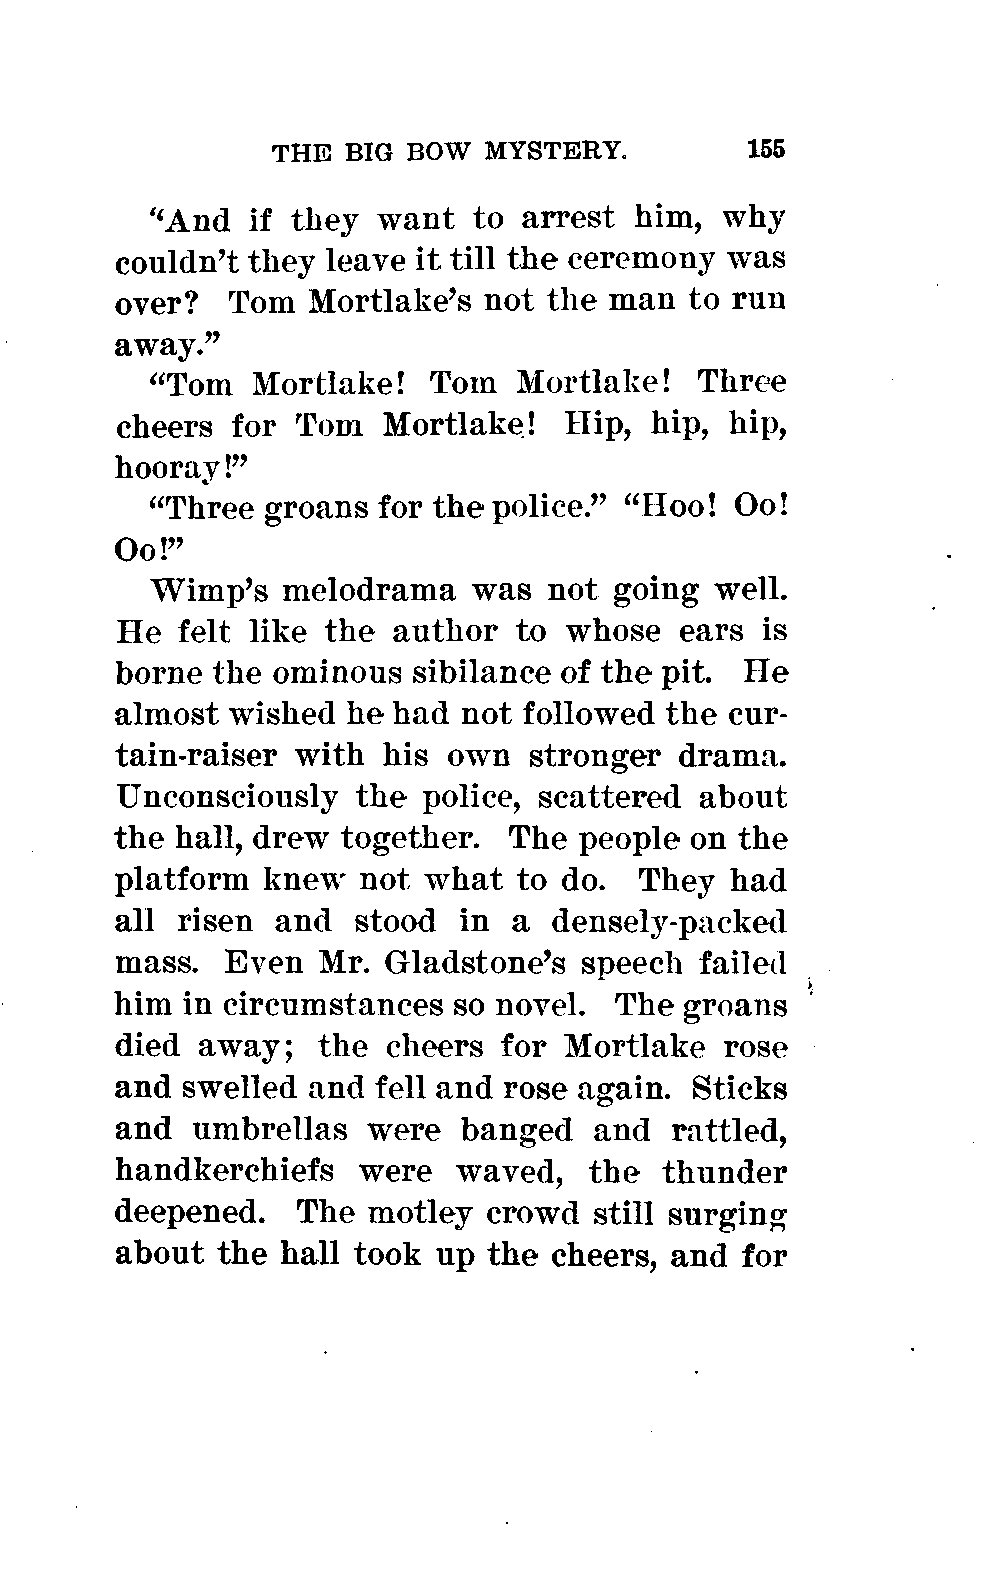 THE BIG BOW MYSTERY. 155
"And if they want to arrest him, why
couldn't they leave it till the ceremony was
over? Tom Mortlake's not the man to run
away."
"Tom Mortlake! Tom Mortlake! Three
cheers for Tom Mortlake! Hip, hip, hip,
hooray!"
"Three groans for the police." "Hoo! Oo!
Oo!"
Wimp's melodrama was not going well.
He felt like the author to whose ears is
borne the ominous sibilance of the pit. He
almost wished he had not followed the cur-
tain-raiser with his own stronger drama.
Unconsciously the police, scattered about
the hall, drew together. The people on the
platform knew not what to do. They had
all risen and stood in a densely-packed
mass. Even Mr. Gladstone's speech failed
him in circumstances so novel. The groans
died away; the cheers for Mortlake rose
and swelled and fell and rose again. Sticks
and umbrellas were banged and rattled,
handkerchiefs were waved, the thunder
deepened. The motley crowd still surging
about the hall took up the cheers, and for